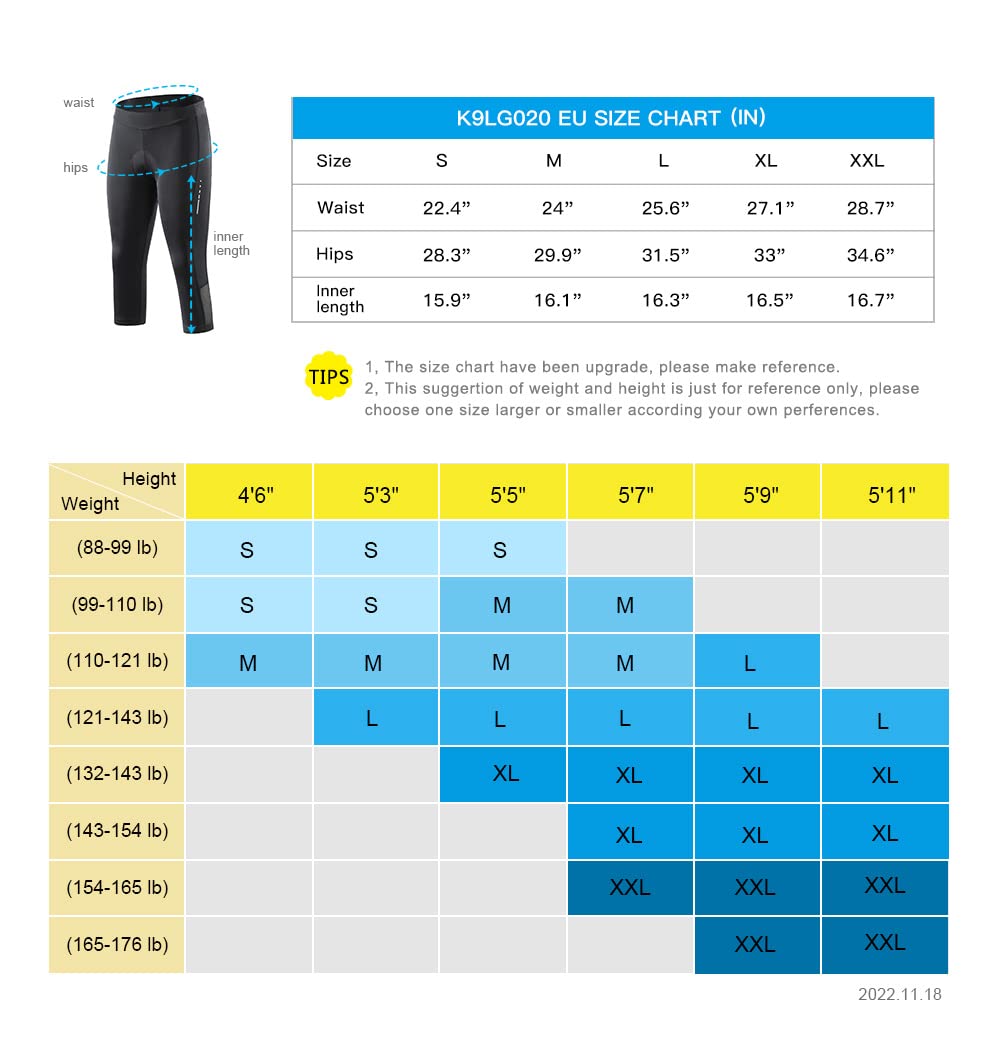 waist
hips
inner
length
K9LG020 EU SIZE CHART (IN)
Size S M L XL XXL
Waist 22.4” 24” 25.6” 27.1” 28.7”
Hips 28.3” 29.9” 31.5” 33” 34.6”
Inner
length 15.9” 16.1” 16.3” 16.5” 16.7”
TIPS
1, The size chart have been upgrade, please make reference.
2, This suggertion of weight and height is just for reference only, please
choose one size larger or smaller according your own perferences.
Height
Weight
4'6" 5'3" 5'5" 5'7" 5'9" 5'11"
(88-99 lb) S S S
(99-110 lb) S S M M
(110-121 lb) M M M M L
(121-143 lb) L L L L L
(132-143 lb) XL XL XL XL
(143-154 lb) XL XL XL
(154-165 lb) XXL XXL XXL
(165-176 lb) XXL XXL
2022.11.18